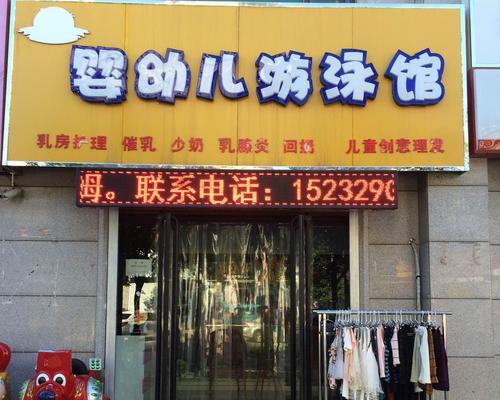 婴幼儿游泳馆
乳房护理 催乳 少奶 乳腺炎 回奶 儿童创意理发
姆。联系电话：1523290